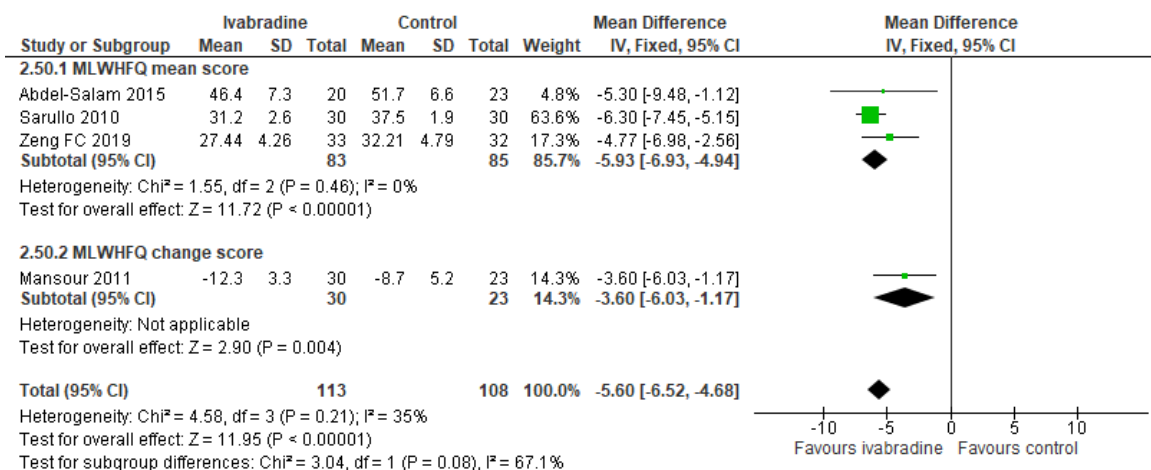 Ivabradine Control Mean Difference Mean Difference
Study or Subgroup Mean SD Total Mean SD Total Weight IV, Fixed, 95% CI IV, Fixed, 95% CI
2.50.1 MLWHFQ mean score
Abdel-Salam 2015 46.4 7.3 20 51.7 6.6 23 4.8% -5.30 [-9.48, -1.12]
Sarullo 2010 31.2 2.6 30 37.5 1.9 30 63.6% -6.30 [-7.45, -5.15]
Zeng FC 2019 27.44 4.26 33 32.21 4.79 32 17.3% -4.77 [-6.98, -2.56]
Subtotal (95% CI) 83 85 85.7% -5.93 [-6.93, -4.94]
Heterogeneity: Chi² = 1.55, df = 2 (P = 0.46); I² = 0%
Test for overall effect: Z = 11.72 (P < 0.00001)
2.50.2 MLWHFQ change score
Mansour 2011 -12.3 3.3 30 -8.7 5.2 23 14.3% -3.60 [-6.03, -1.17]
Subtotal (95% CI) 30 23 14.3% -3.60 [-6.03, -1.17]
Heterogeneity: Not applicable
Test for overall effect: Z = 2.90 (P = 0.004)
Total (95% CI) 113 108 100.0% -5.60 [-6.52, -4.68]
Heterogeneity: Chi² = 4.58, df = 3 (P = 0.21); I² = 35%
Test for overall effect: Z = 11.95 (P < 0.00001)
Test for subgroup differences: Chi² = 3.04, df = 1 (P = 0.08), I² = 67.1%
-10 -5 0 5 10
Favours ivabradine Favours control